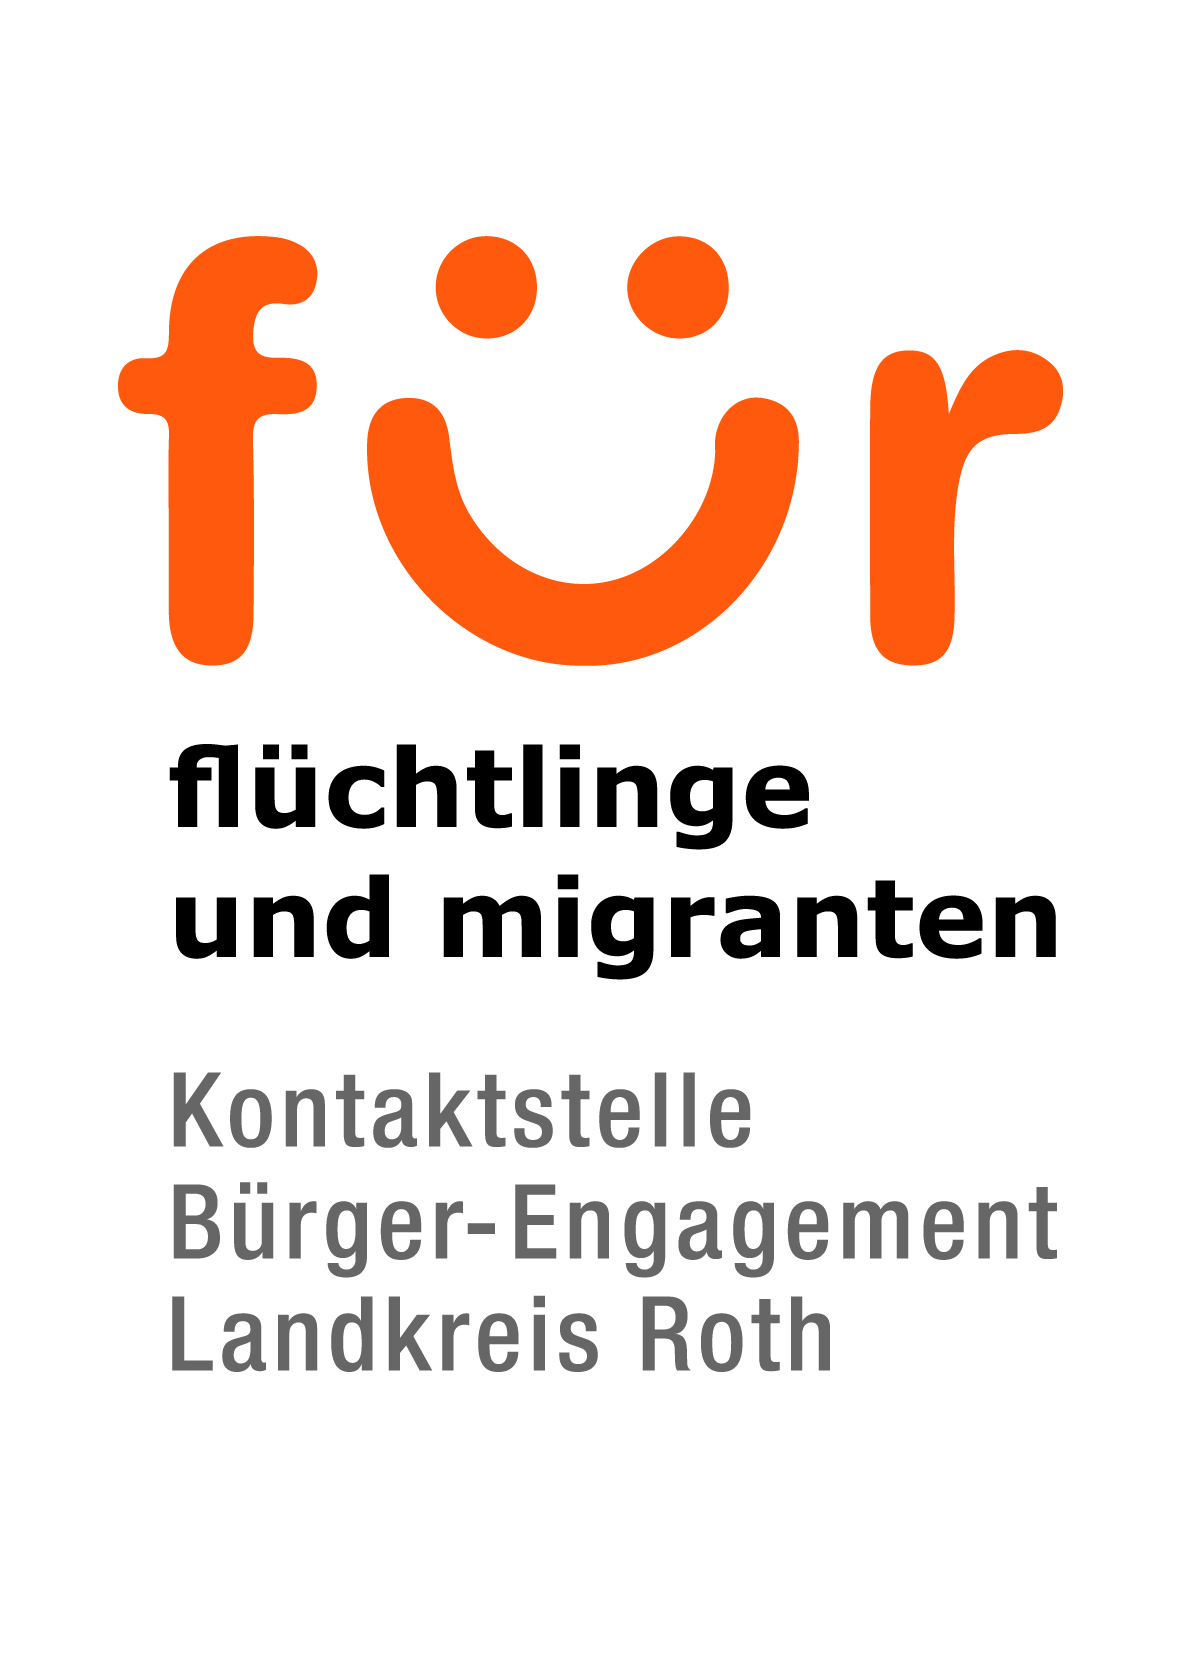 für
flüchtlinge
und migranten
Kontaktstelle
Bürger-Engagement
Landkreis Roth